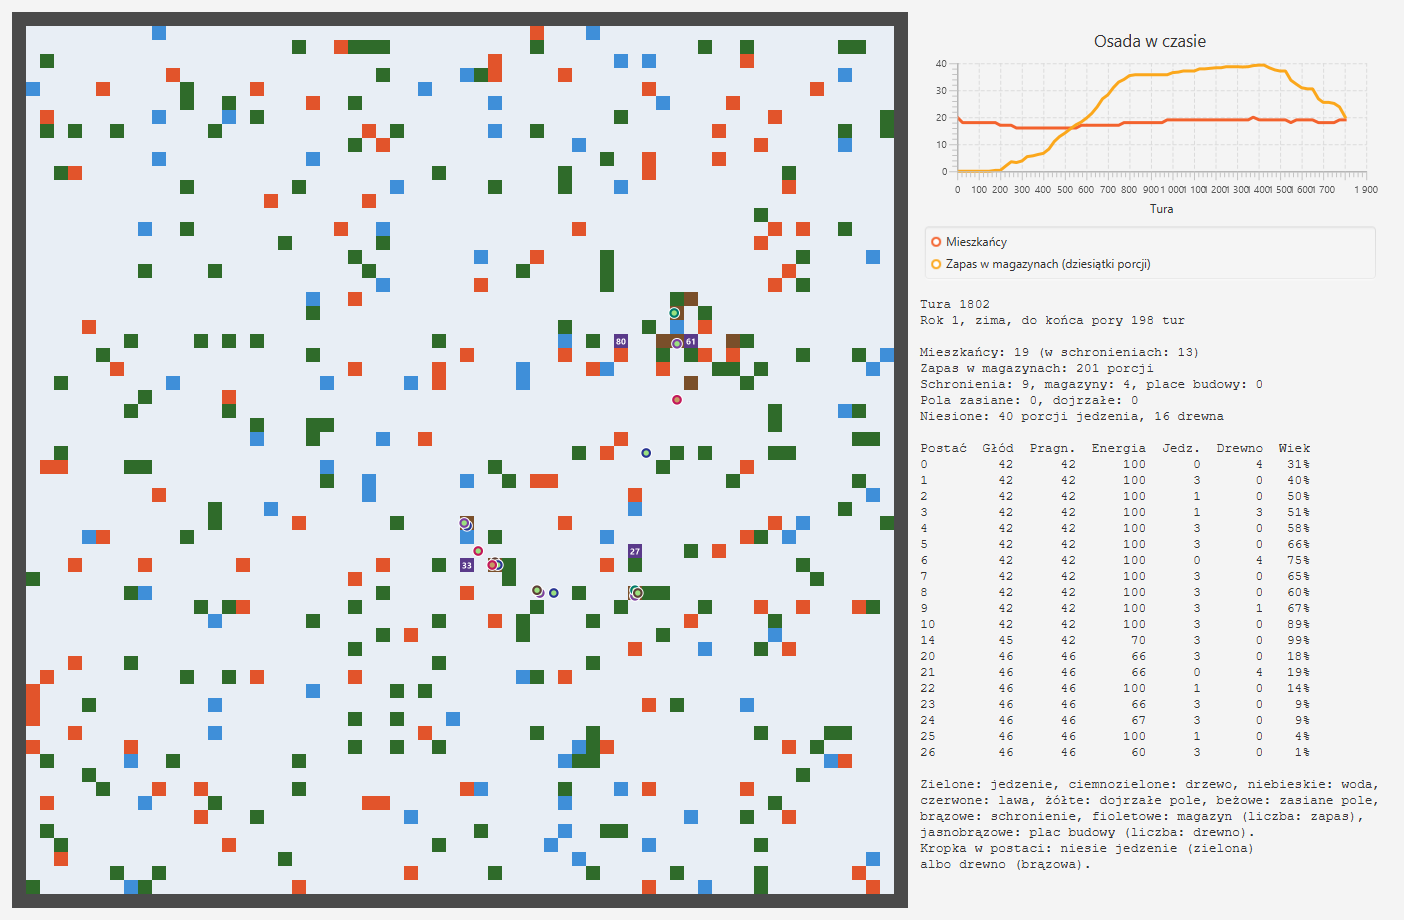 Osada w czasie
40
30
20
10
0
0 100 200 300 400 500 600 700 800 900 1 000 1 100 1 200 1 300 1 400 1 500 1 600 1 700 1 900
Tura
Mieszkańcy
Zapas w magazynach (dziesiątki porcji)
Tura 1802
Rok 1, zima, do końca pory 198 tur
Mieszkańcy: 19 (w schronieniach: 13)
Zapas w magazynach: 201 porcji
Schronienia: 9, magazyny: 4, place budowy: 0
Pola zasiane: 0, dojrzałe: 0
Niesione: 40 porcji jedzenia, 16 drewna
Postać Głód Pragn. Energia Jedz. Drewno Wiek
0 42 42 100 0 4 31%
1 42 42 100 3 0 40%
2 42 42 100 1 0 50%
3 42 42 100 1 3 51%
4 42 42 100 3 0 58%
5 42 42 100 3 0 66%
6 42 42 100 0 4 75%
7 42 42 100 3 0 65%
8 42 42 100 3 0 60%
9 42 42 100 3 1 67%
10 42 42 100 3 0 89%
14 45 42 70 3 0 99%
20 46 46 66 3 0 18%
21 46 46 66 0 4 19%
22 46 46 100 1 0 14%
23 46 46 66 3 0 9%
24 46 46 67 3 0 9%
25 46 46 100 1 0 4%
26 46 46 60 3 0 1%
Zielone: jedzenie, ciemnozielone: drzewo, niebieskie: woda,
czerwone: lawa, żółte: dojrzałe pole, beżowe: zasiane pole,
brązowe: schronienie, fioletowe: magazyn (liczba: zapas),
jasnobrązowe: plac budowy (liczba: drewno).
Kropka w postaci: niesie jedzenie (zielona)
albo drewno (brązowa).
80 61
27
33